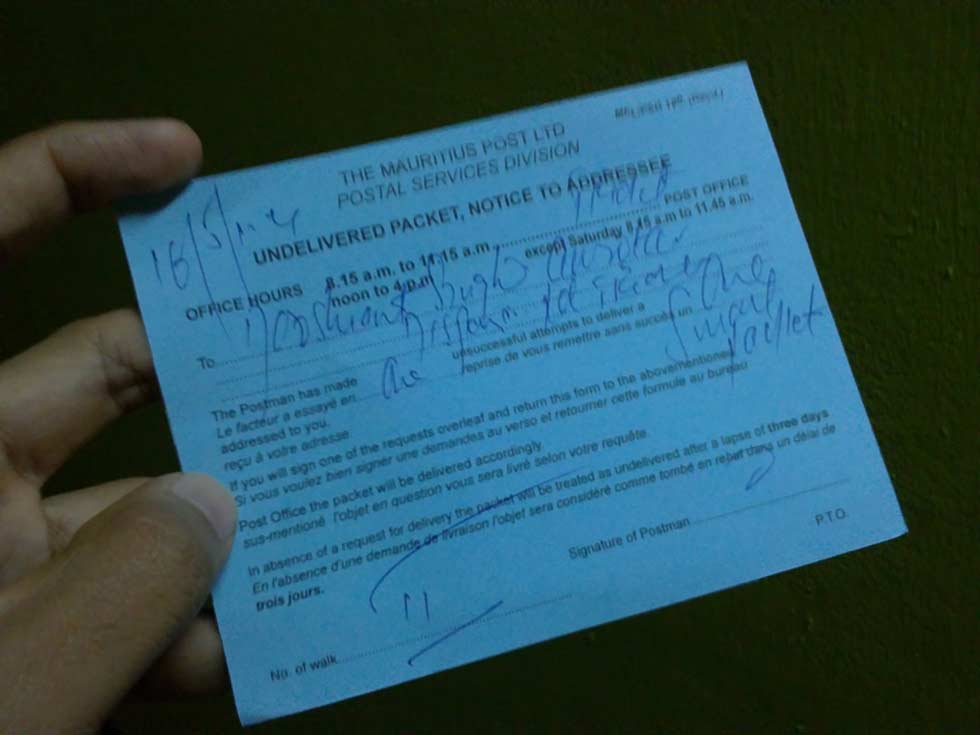 THE MAURITIUS POST LTD
POSTAL SERVICES DIVISION
UNDELIVERED PACKET, NOTICE TO ADDRESSEE
POST OFFICE
OFFICE HOURS 8.15 a.m. to 11.15 a.m. except Saturday 8.15 a.m to 11.45 a.m.
noon to 4 p.m
To
The Postman has made One unsuccessful attempts to deliver a One
Le facteur a essayé en reprise de vous remettre sans succès un Small
addressed to you. Packet
reçu à votre adresse.
If you will sign one of the requests overleaf and return this form to the abovementioned
Si vous voulez bien signer une demandes au verso et retourner cette formule au bureau
Post Office the packet will be delivered accordingly.
sus-mentioné l'objet en question vous sera livré selon votre requête.
In absence of a request for delivery the packet will be treated as undelivered after a lapse of three days
En l'absence d'une demande de livraison l'objet sera considéré comme tombé en rebut dans un délai de
trois jours.
Signature of Postman
No. of walk 11
P.T.O.